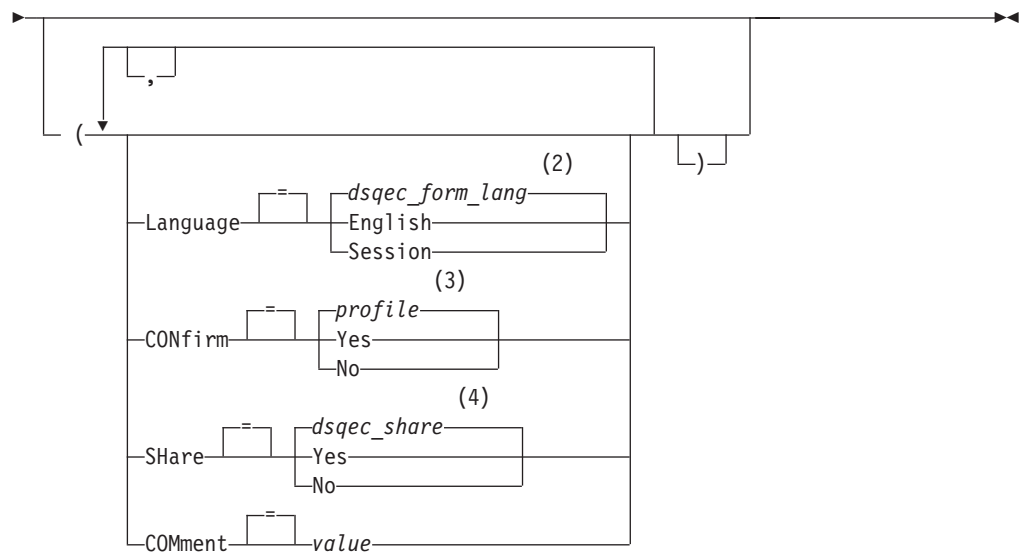 ,
(
)
(2)
=
dsqec_form_lang
Language
English
Session
(3)
=
profile
CONfirm
Yes
No
(4)
=
dsqec_share
SHare
Yes
No
=
COMment
value